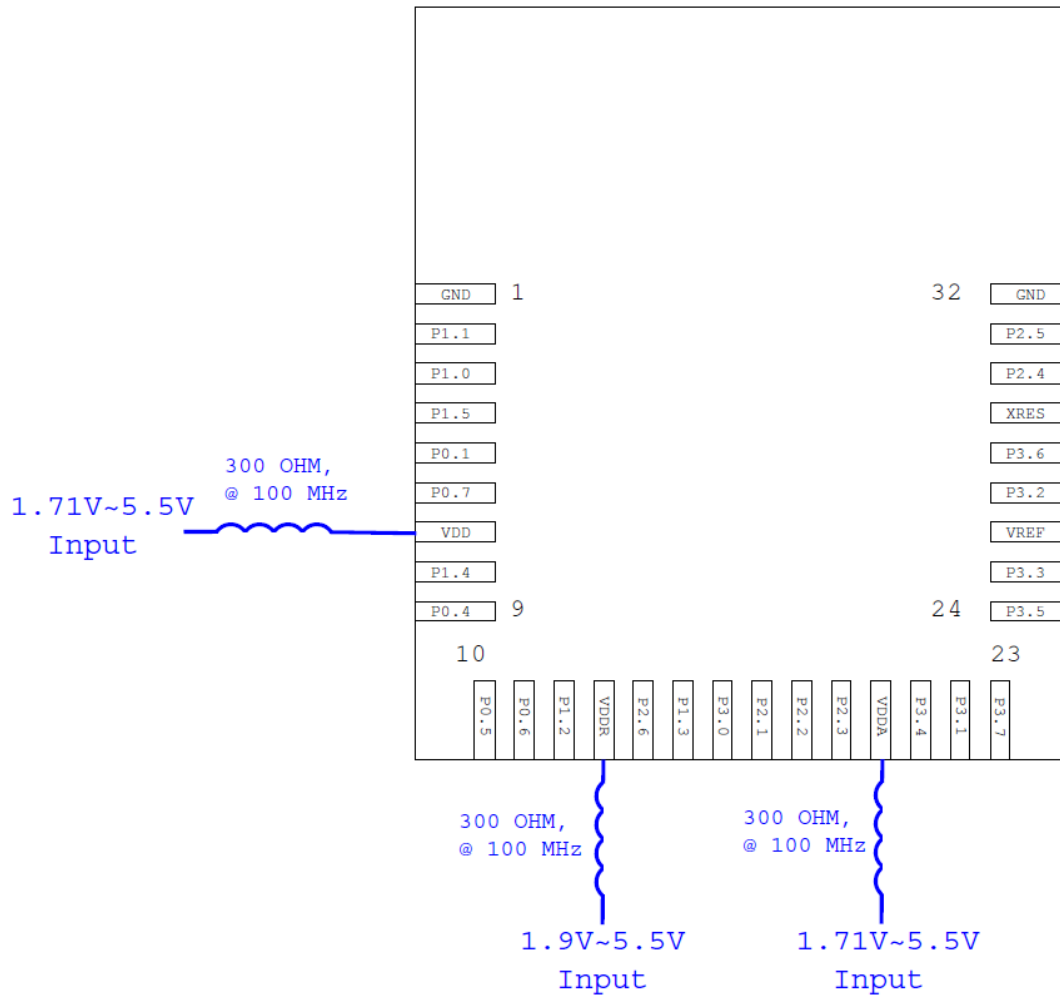 GND 1
P1.1
P1.0
P1.5
P0.1
P0.7
VDD
P1.4
P0.4 9
300 OHM,
@ 100 MHz
1.71V~5.5V
Input
32 GND
P2.5
P2.4
XRES
P3.6
P3.2
VREF
P3.3
24 P3.5
10
23
P0.5
P0.6
P1.2
VDDR
P2.6
P1.3
P3.0
P2.1
P2.2
P2.3
VDDA
P3.4
P3.1
P3.7
300 OHM,
@ 100 MHz
1.9V~5.5V
Input
300 OHM,
@ 100 MHz
1.71V~5.5V
Input